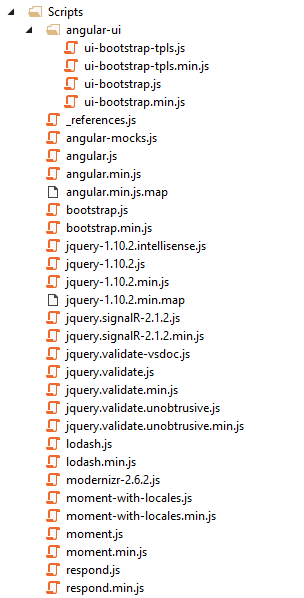 Scripts
angular-ui
ui-bootstrap-tpls.js
ui-bootstrap-tpls.min.js
ui-bootstrap.js
ui-bootstrap.min.js
_references.js
angular-mocks.js
angular.js
angular.min.js
angular.min.js.map
bootstrap.js
bootstrap.min.js
jquery-1.10.2.intellisense.js
jquery-1.10.2.js
jquery-1.10.2.min.js
jquery-1.10.2.min.map
jquery.signalR-2.1.2.js
jquery.signalR-2.1.2.min.js
jquery.validate-vsdoc.js
jquery.validate.js
jquery.validate.min.js
jquery.validate.unobtrusive.js
jquery.validate.unobtrusive.min.js
lodash.js
lodash.min.js
modernizr-2.6.2.js
moment-with-locales.js
moment-with-locales.min.js
moment.js
moment.min.js
respond.js
respond.min.js